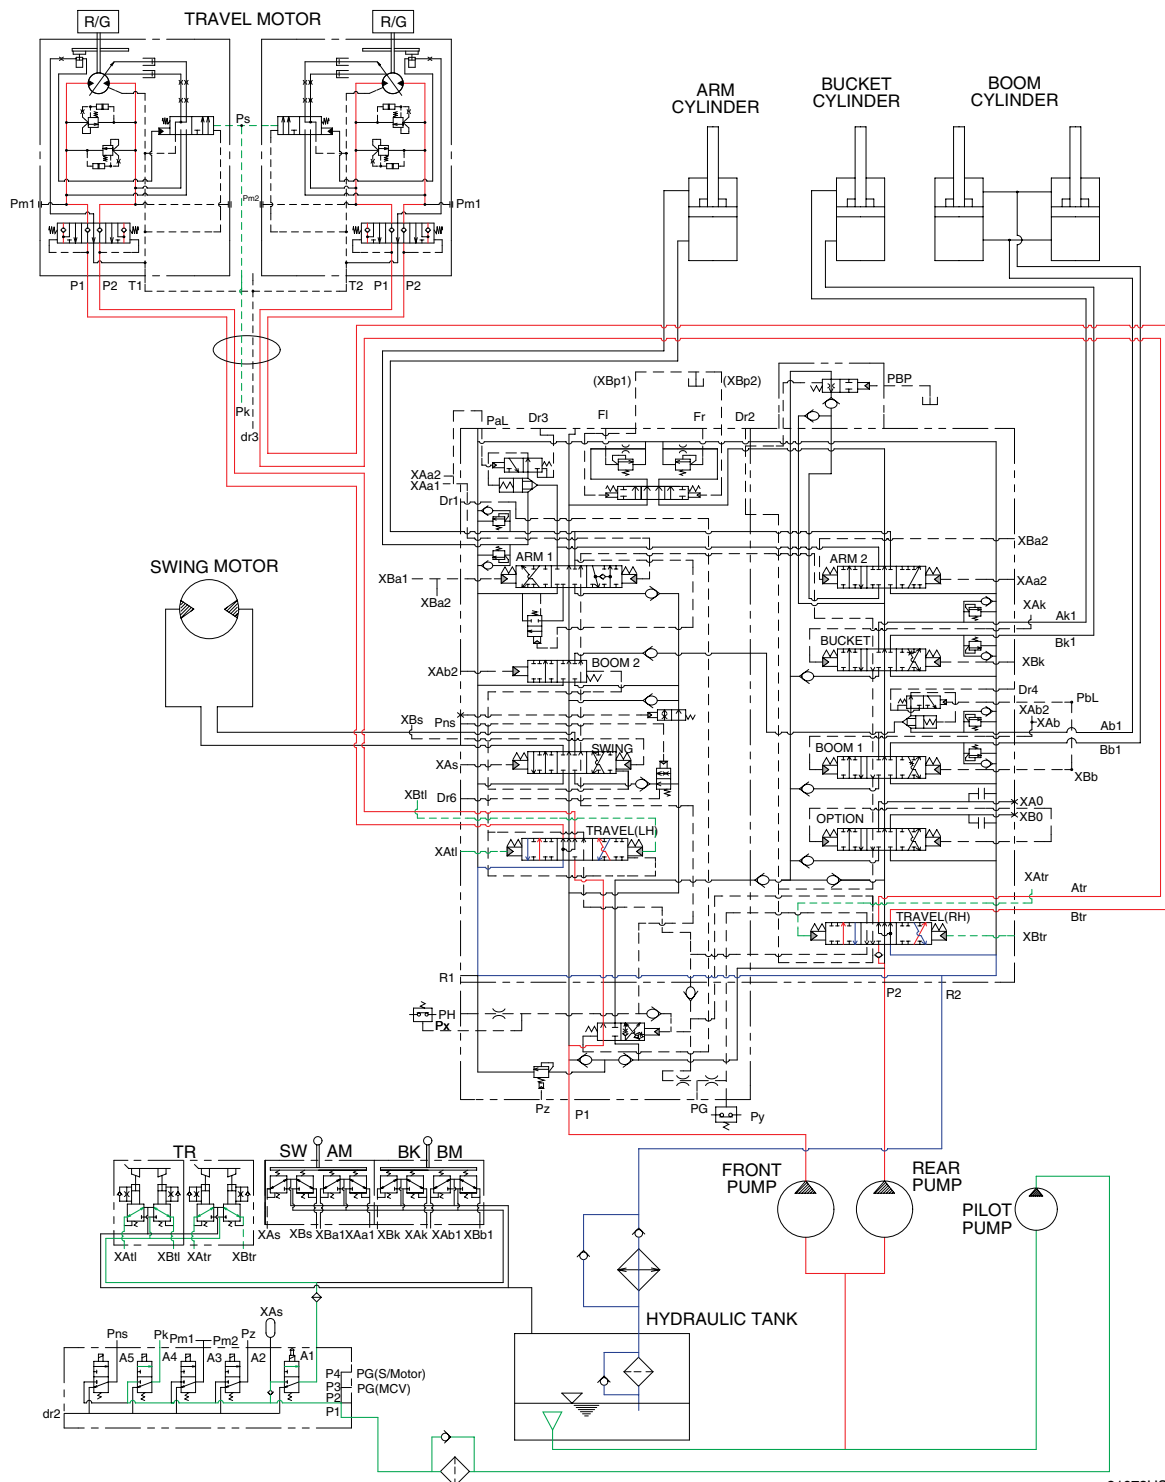 R/G
TRAVEL MOTOR
R/G
ARM
CYLINDER
BUCKET
CYLINDER
BOOM
CYLINDER
Ps
Pm1
Pm2
Pm1
P1 P2 T1
T2 P1 P2
Pk
dr3
(XBp1)
(XBp2)
PBP
PaL
Dr3
Fl
Fr
Dr2
XAa2
XAa1
Dr1
XBa2
ARM 1
ARM 2
SWING MOTOR
XBa1
XBa2
XAa2
XAk
Ak1
BUCKET
Bk1
XAb2
BOOM 2
XBk
Dr4
PbL
XBs
Pns
XAb2
XAb
Ab1
SWING
BOOM 1
Bb1
XAs
XBb
XBtl
Dr6
XA0
XB0
OPTION
TRAVEL(LH)
XAtl
XAtr
Atr
TRAVEL(RH)
Btr
XBtr
R1
P2
R2
PH
Px
Pz
P1
PG
Py
TR
SW AM BK BM
FRONT
PUMP
REAR
PUMP
PILOT
PUMP
XAs XBs XBa1 XAa1 XBk XAk XAb1 XBb1
XAtl XBtl XAtr XBtr
HYDRAULIC TANK
XAs
Pns Pk Pm1 Pm2 Pz
A5 A4 A3 A2 A1
P4 PG(S/Motor)
P3 PG(MCV)
P2
P1
dr2